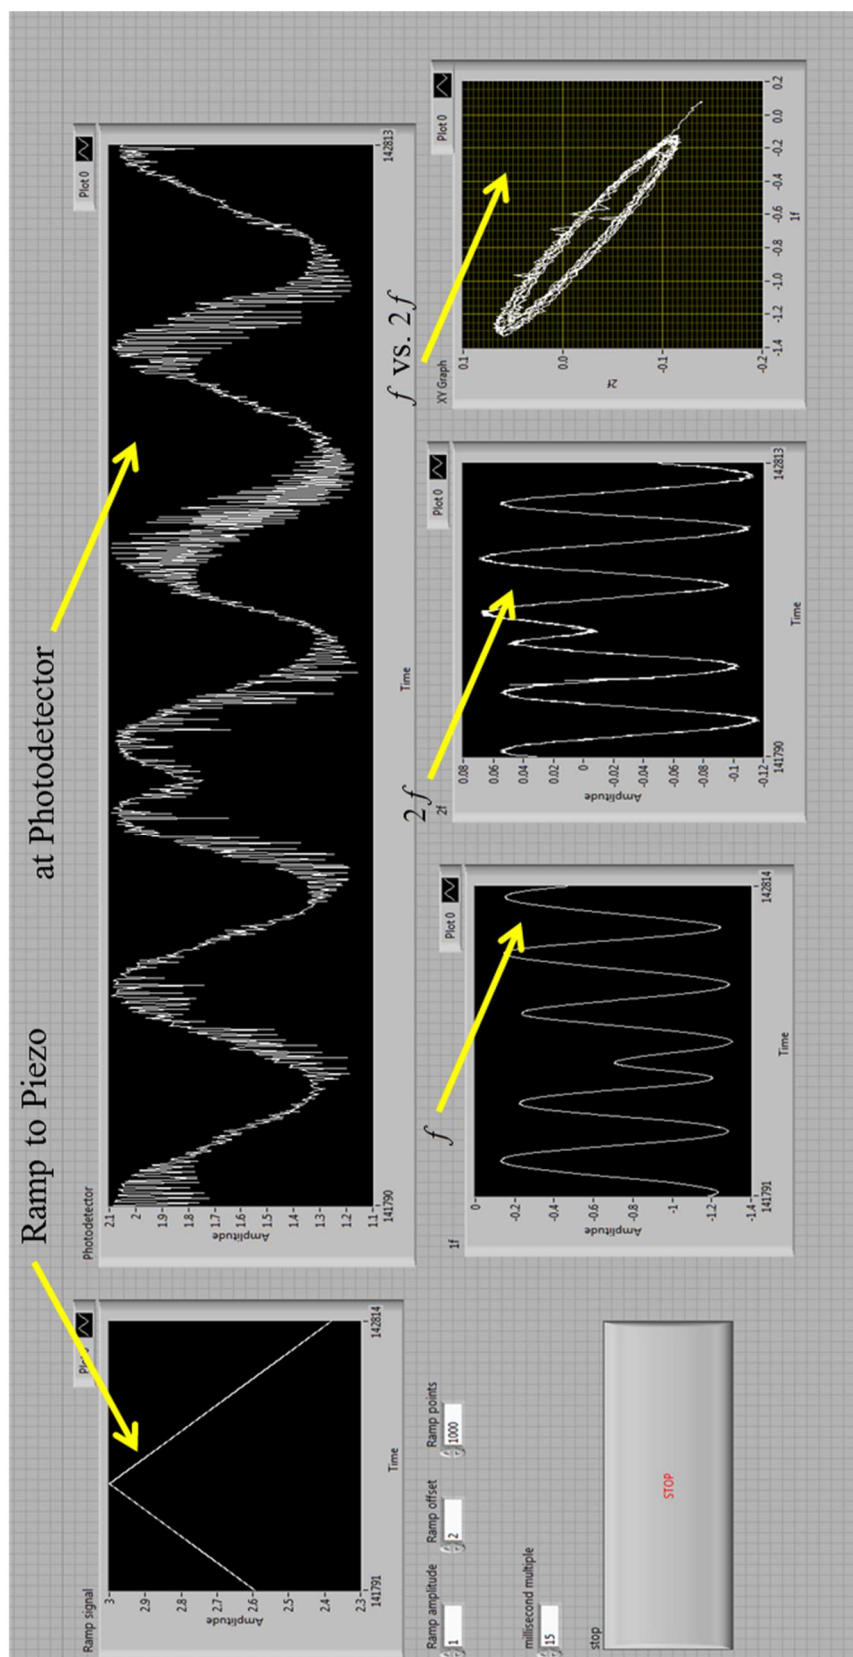 Ramp to Piezo
at Photodetector
Ramp signal
Plot 0
Amplitude
3
2.9
2.8
2.7
2.6
2.5
2.4
2.3
141791
142814
Time
Photodetector
Plot 0
Amplitude
2.1
2
1.9
1.8
1.7
1.6
1.5
1.4
1.3
1.2
1.1
141790
142813
Time
Ramp amplitude
1
Ramp offset
2
Ramp points
1000
millisecond multiple
15
stop
STOP
f
1f
Plot 0
Amplitude
0
-0.2
-0.4
-0.6
-0.8
-1
-1.2
-1.4
141791
142814
Time
2f
2f
Plot 0
Amplitude
0.08
0.06
0.04
0.02
0
-0.02
-0.04
-0.06
-0.08
-0.1
-0.12
141790
142813
Time
f vs. 2f
XY Graph
Plot 0
2f
0.1
0.0
-0.1
-0.2
-1.4
-1.2
-1.0
-0.8
-0.6
-0.4
-0.2
0.0
0.2
1f